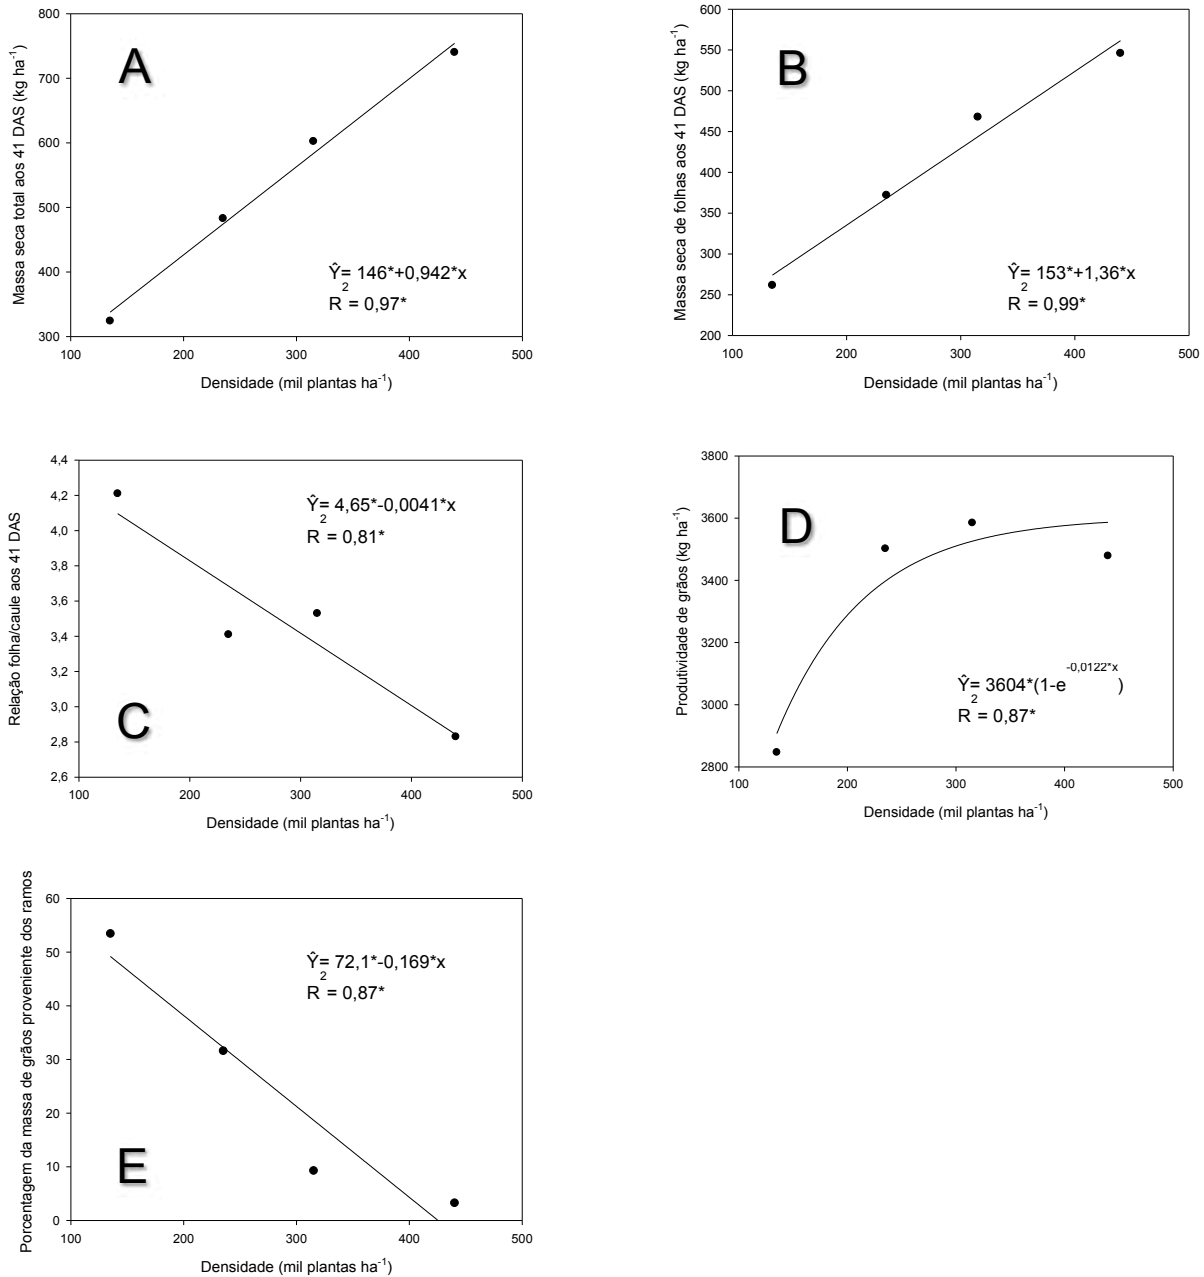 Massa seca total aos 41 DAS (kg ha⁻¹)
800
700
600
500
400
300
A
Ŷ= 146*+0,942*x
R² = 0,97*
100 200 300 400 500
Densidade (mil plantas ha⁻¹)
Massa seca de folhas aos 41 DAS (kg ha⁻¹)
600
550
500
450
400
350
300
250
200
B
Ŷ= 153*+1,36*x
R² = 0,99*
100 200 300 400 500
Densidade (mil plantas ha⁻¹)
Relação folha/caule aos 41 DAS
4,4
4,2
4,0
3,8
3,6
3,4
3,2
3,0
2,8
2,6
Ŷ= 4,65*-0,0041*x
R² = 0,81*
C
100 200 300 400 500
Densidade (mil plantas ha⁻¹)
Produtividade de grãos (kg ha⁻¹)
3800
3600
3400
3200
3000
2800
D
Ŷ= 3604*(1-e^-0,0122*x)
R² = 0,87*
100 200 300 400 500
Densidade (mil plantas ha⁻¹)
Porcentagem da massa de grãos proveniente dos ramos
60
50
40
30
20
10
0
Ŷ= 72,1*-0,169*x
R² = 0,87*
E
100 200 300 400 500
Densidade (mil plantas ha⁻¹)